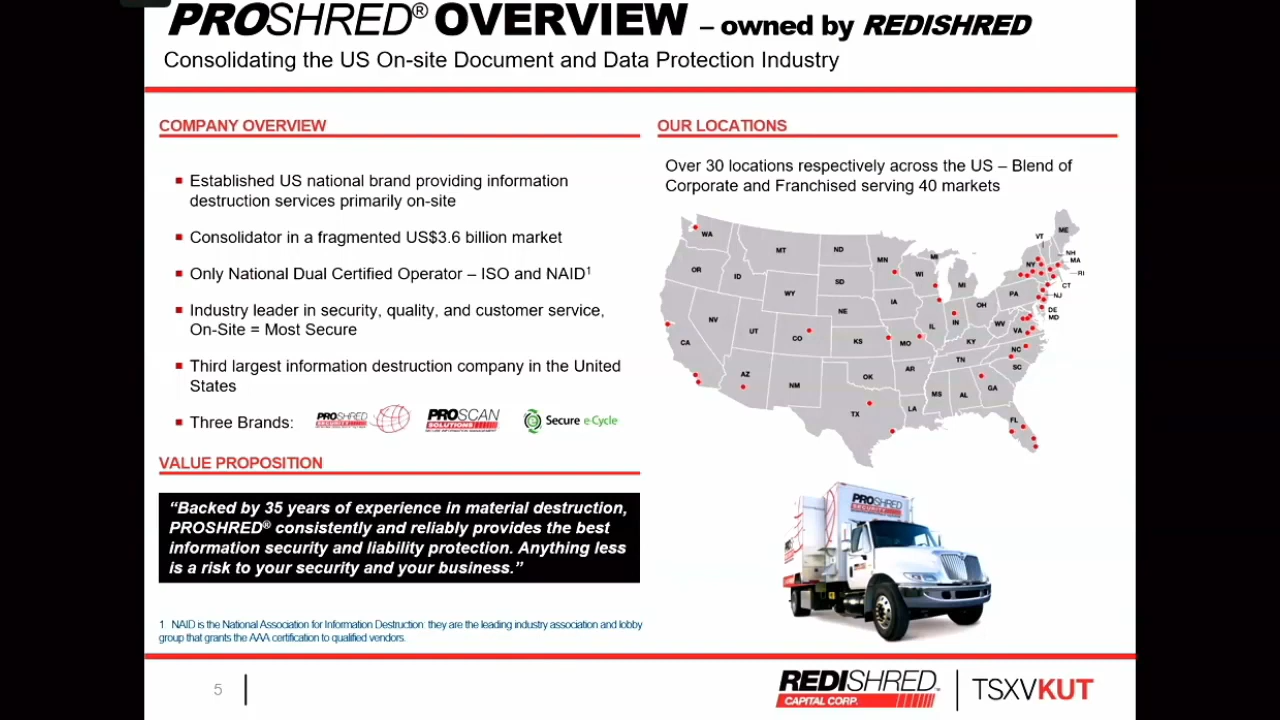 PROSHRED® OVERVIEW – owned by REDISHRED
Consolidating the US On-site Document and Data Protection Industry
COMPANY OVERVIEW
Established US national brand providing information
destruction services primarily on-site
Consolidator in a fragmented US$3.6 billion market
Only National Dual Certified Operator – ISO and NAID1
Industry leader in security, quality, and customer service,
On-Site = Most Secure
Third largest information destruction company in the United
States
Three Brands:
PROSHRED
PROSCAN
SOLUTIONS
Secure e-Cycle
VALUE PROPOSITION
“Backed by 35 years of experience in material destruction,
PROSHRED® consistently and reliably provides the best
information security and liability protection. Anything less
is a risk to your security and your business.”
1 NAID is the National Association for Information Destruction: they are the leading industry association and lobby
group that grants the AAA certification to qualified vendors.
OUR LOCATIONS
Over 30 locations respectively across the US – Blend of
Corporate and Franchised serving 40 markets
WA
MT
ND
MN
WI
MI
MI
VT
ME
NH
MA
NY
RI
CT
OR
ID
SD
WY
NE
IA
IL
IN
OH
PA
NJ
DE
MD
WV
VA
NV
UT
CO
KS
MO
KY
NC
SC
TN
CA
AZ
NM
OK
AR
MS
AL
GA
TX
LA
FL
PROSHRED
SECURITY
5
REDISHRED
CAPITAL CORP.
TSXVKUT